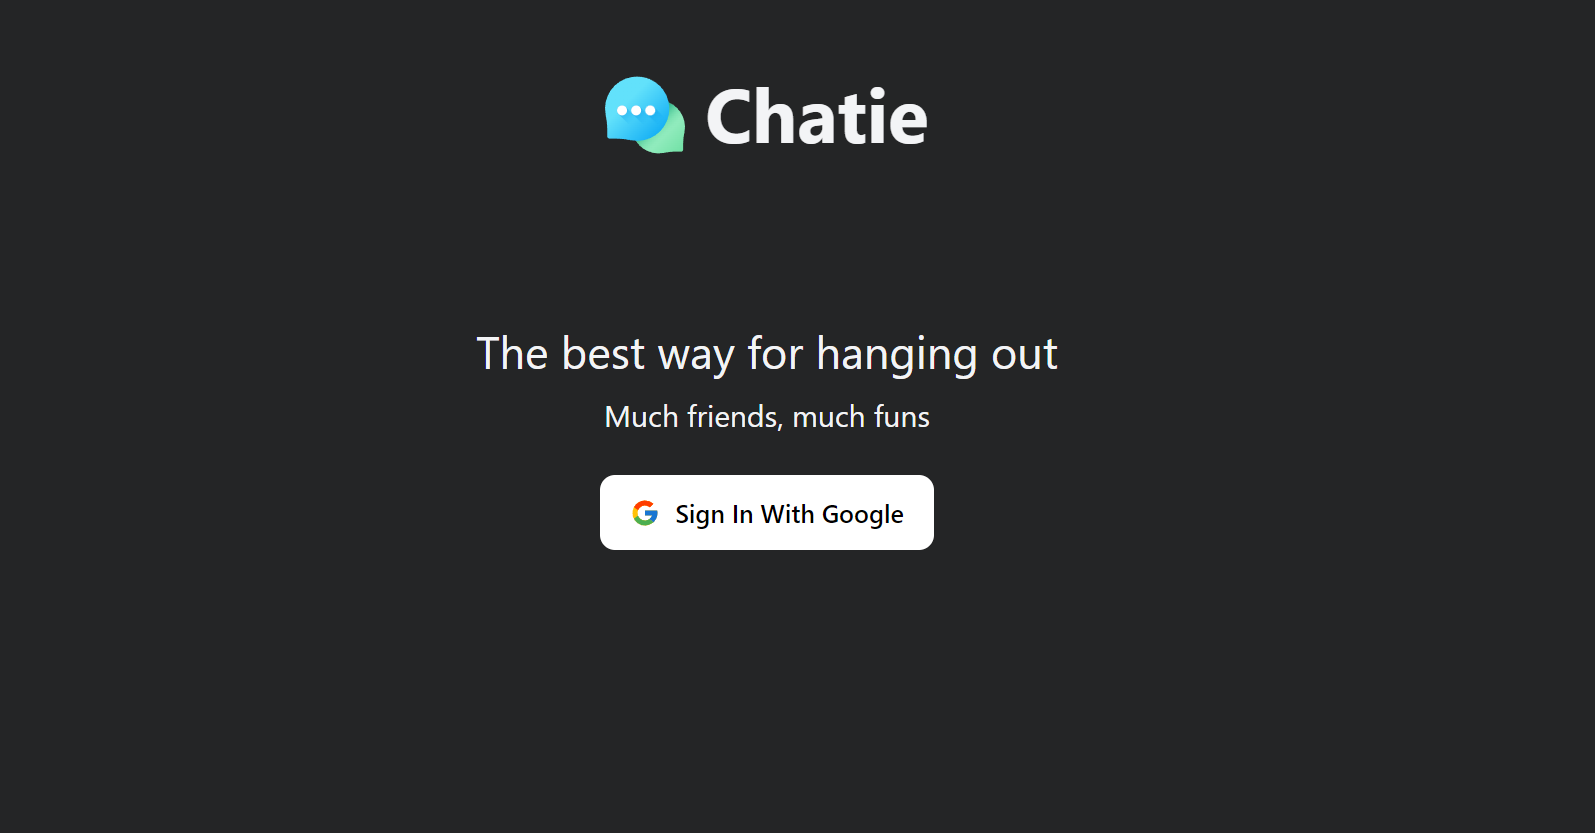 Chatie
The best way for hanging out
Much friends, much funs
Sign In With Google